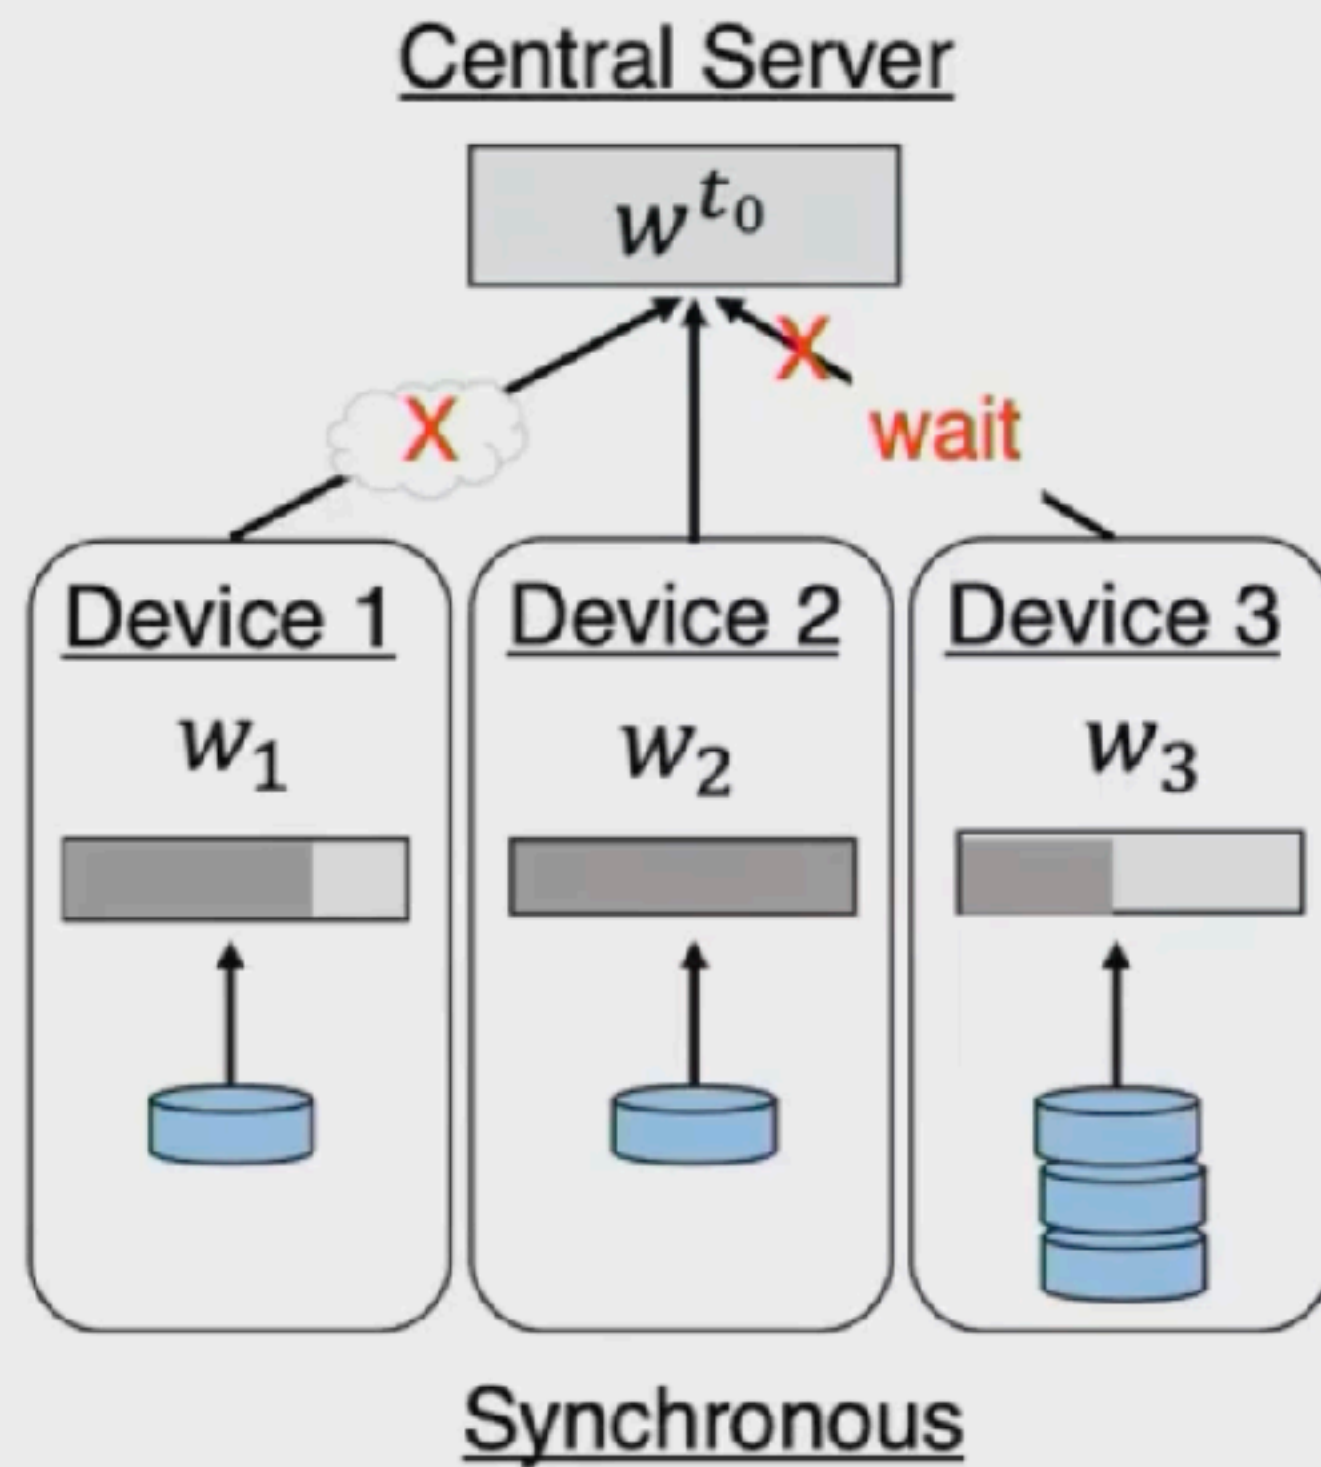 Central Server
w^{t_0}
X
X
wait
Device 1 Device 2 Device 3
w_1 w_2 w_3
Synchronous